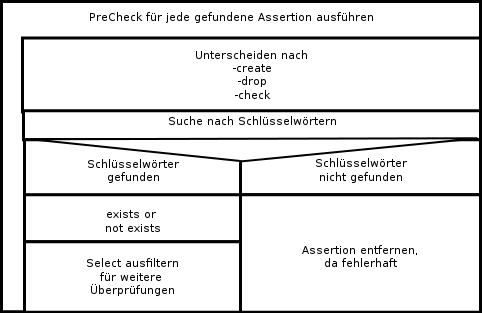 PreCheck für jede gefundene Assertion ausführen
Unterscheiden nach
-create
-drop
-check
Suche nach Schlüsselwörtern
Schlüsselwörter
gefunden
Schlüsselwörter
nicht gefunden
exists or
not exists
Assertion entfernen,
da fehlerhaft
Select ausfiltern
für weitere
Überprüfungen